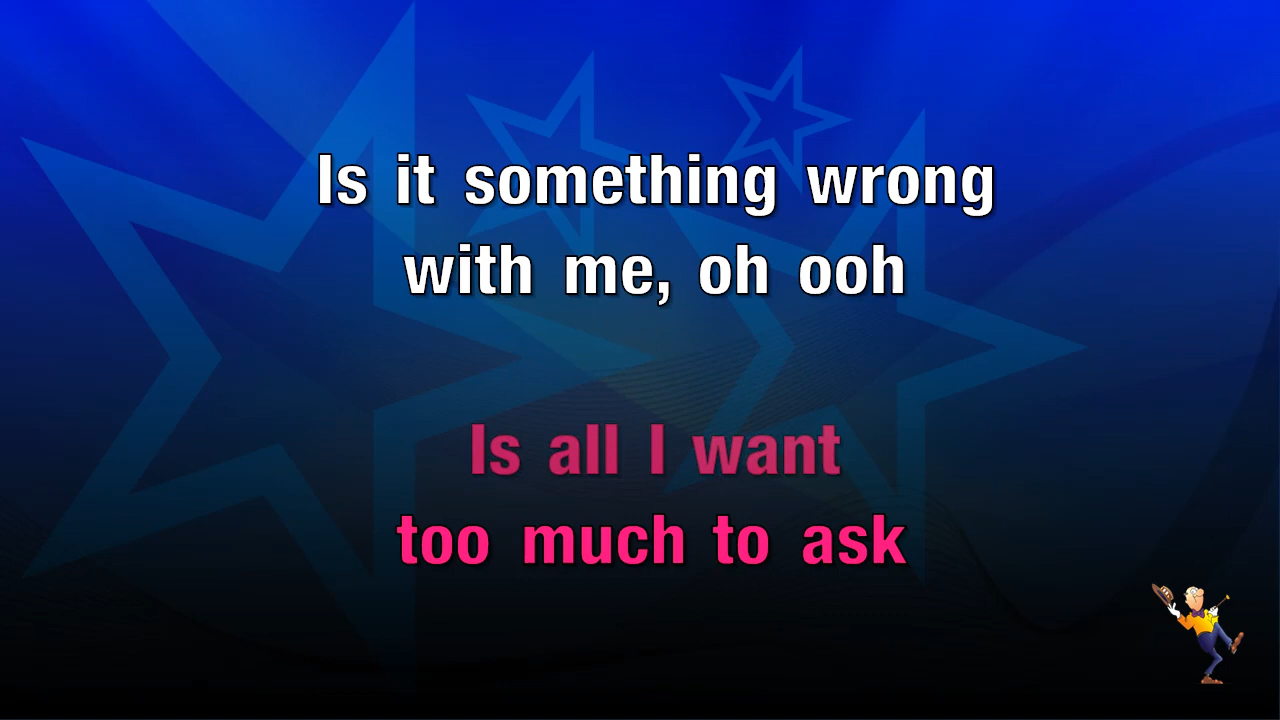 Is it something wrong
with me, oh ooh
Is all I want
too much to ask